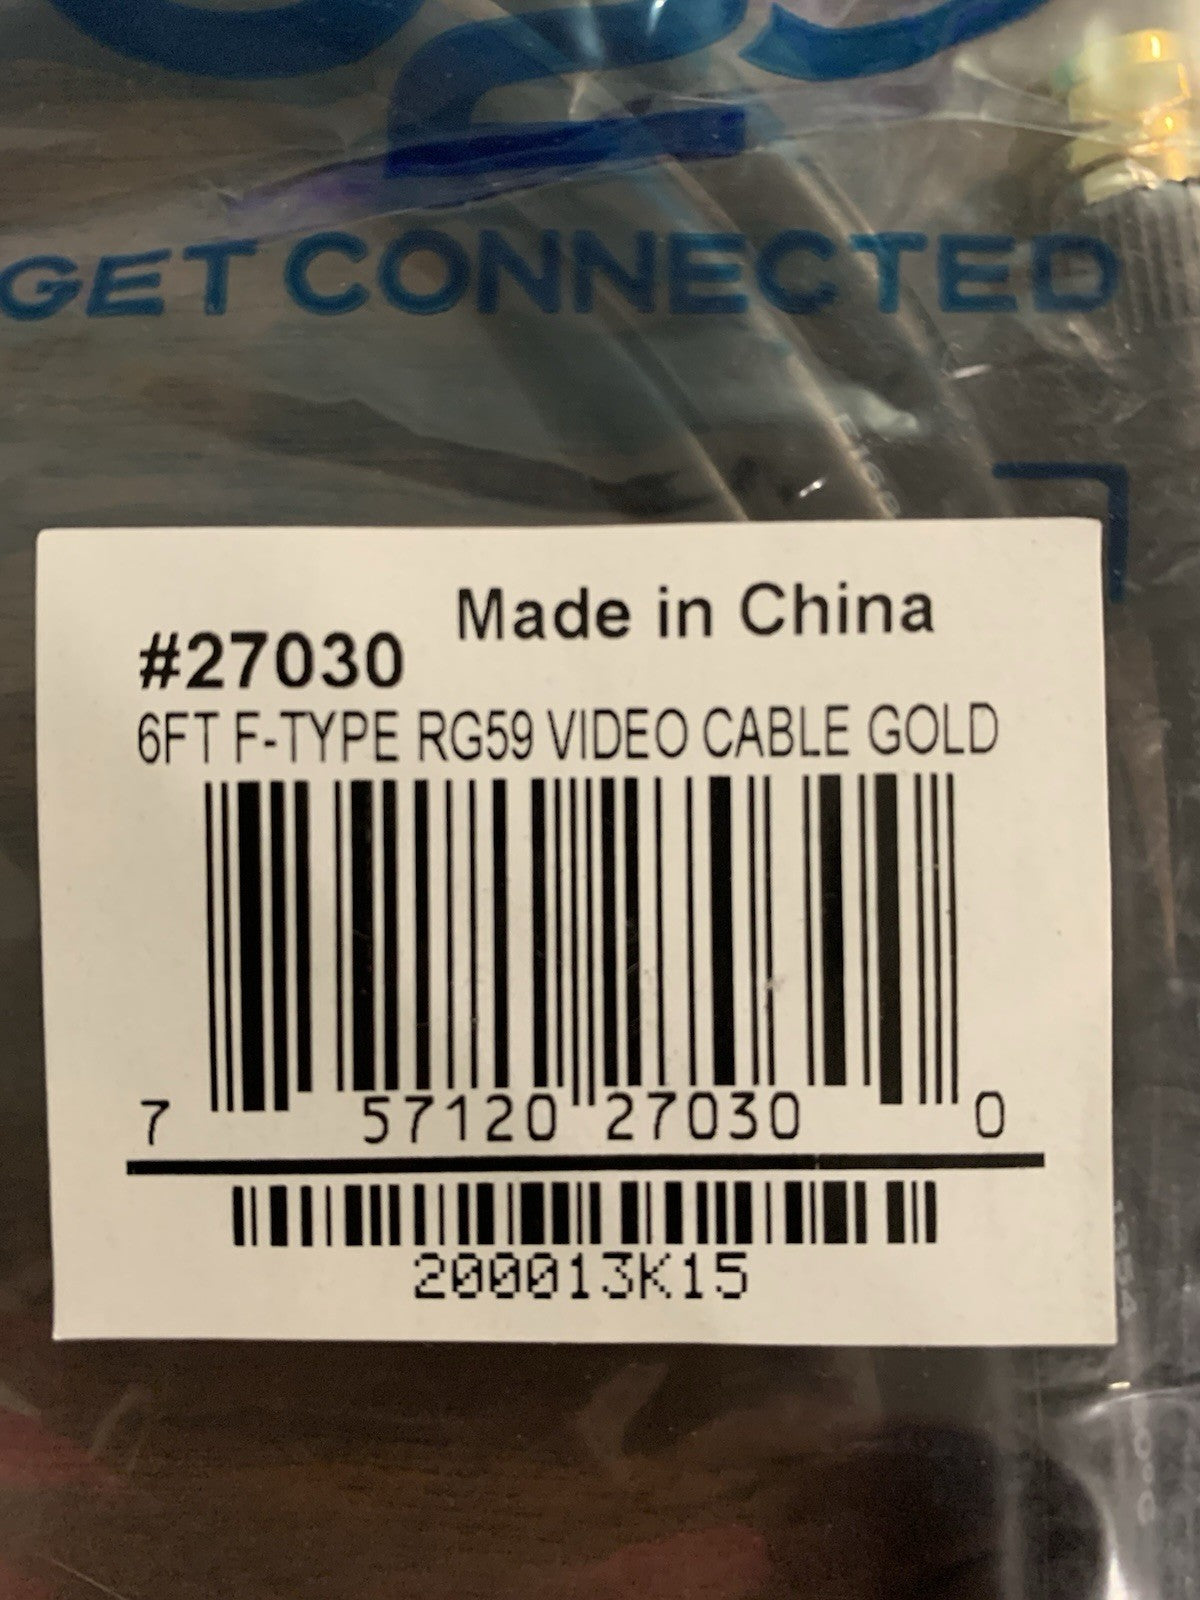 GET CONNECTED
Made in China
#27030
6FT F-TYPE RG59 VIDEO CABLE GOLD
7 57120 27030 0
200013K15